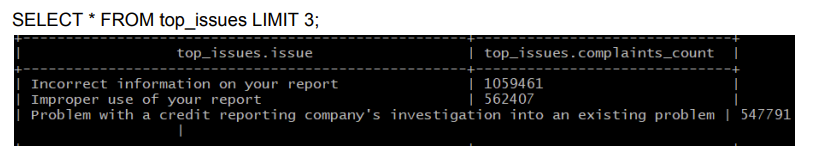 SELECT * FROM top_issues LIMIT 3;
+-----------------------------------------------+---------------------------+
| top_issues.issue | top_issues.complaints_count |
+-----------------------------------------------+---------------------------+
| Incorrect information on your report | 1059461 |
| Improper use of your report | 562407 |
| Problem with a credit reporting company's investigation into an existing problem | 547791
|